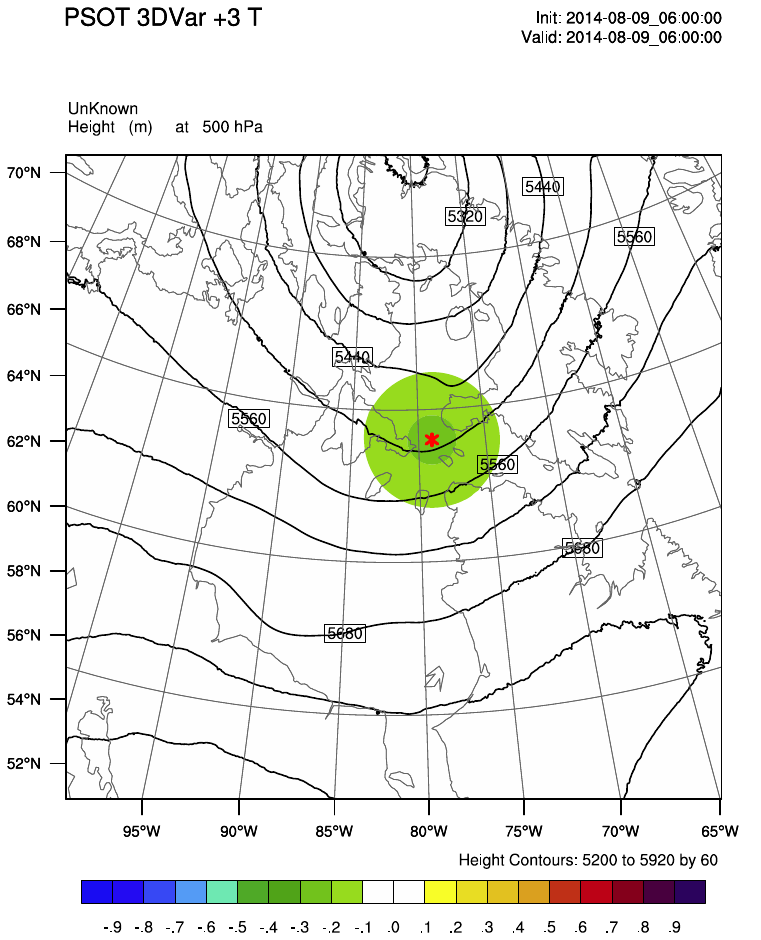 PSOT 3DVar +3 T
Init: 2014-08-09_06:00:00
Valid: 2014-08-09_06:00:00
UnKnown
Height (m) at 500 hPa
70°N
68°N
66°N
64°N
62°N
60°N
58°N
56°N
54°N
52°N
5440
5320
5560
5440
5560
5560
5680
5680
95°W 90°W 85°W 80°W 75°W 70°W 65°W
Height Contours: 5200 to 5920 by 60
-.9 -.8 -.7 -.6 -.5 -.4 -.3 -.2 -.1 .0 .1 .2 .3 .4 .5 .6 .7 .8 .9